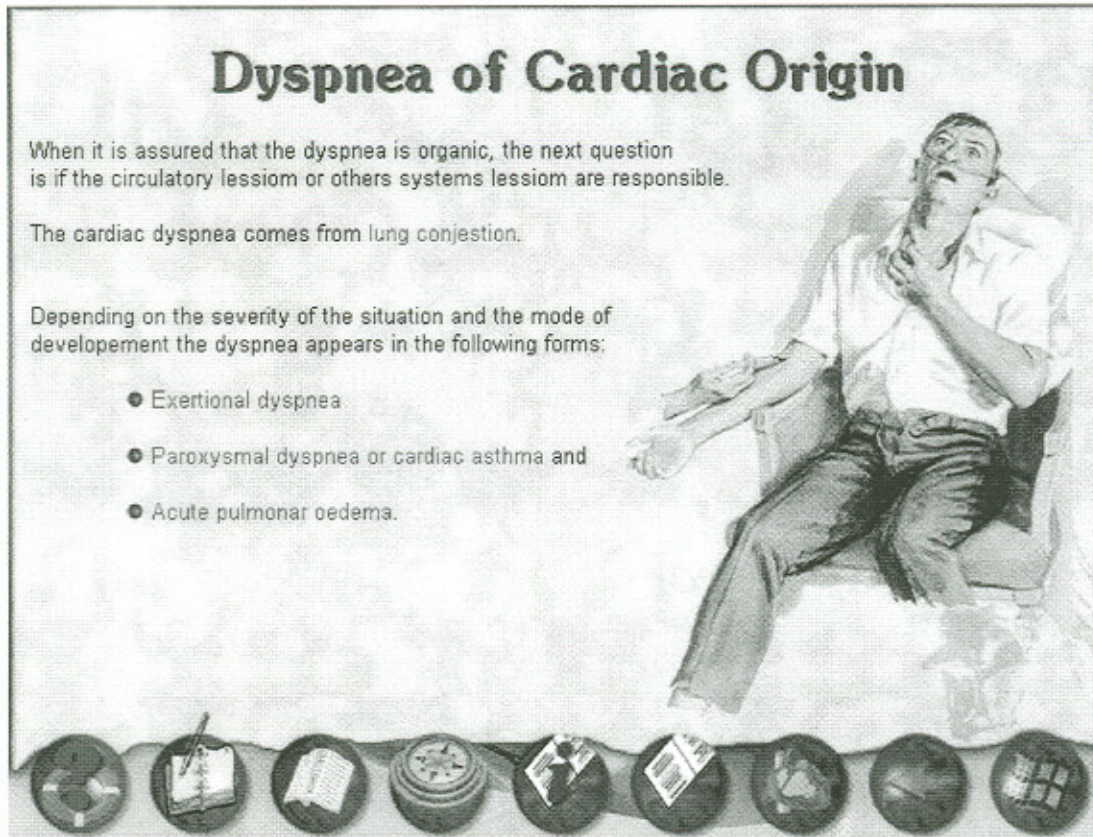 Dyspnea of Cardiac Origin
When it is assured that the dyspnea is organic, the next question
is if the circulatory lessiom or others systems lessiom are responsible.
The cardiac dyspnea comes from lung conjestion.
Depending on the severity of the situation and the mode of
developement the dyspnea appears in the following forms:
Exertional dyspnea
Paroxysmal dyspnea or cardiac asthma and
Acute pulmonar oedema.